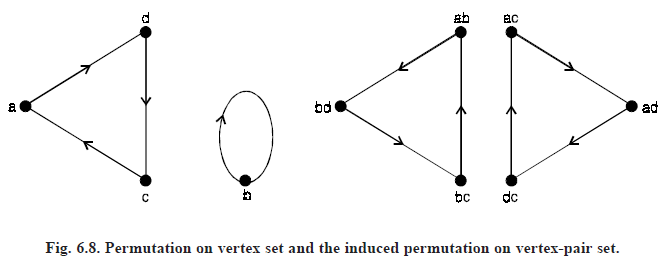 d
ab
ac
a
bd
ad
c
b
bc
dc
Fig. 6.8. Permutation on vertex set and the induced permutation on vertex-pair set.